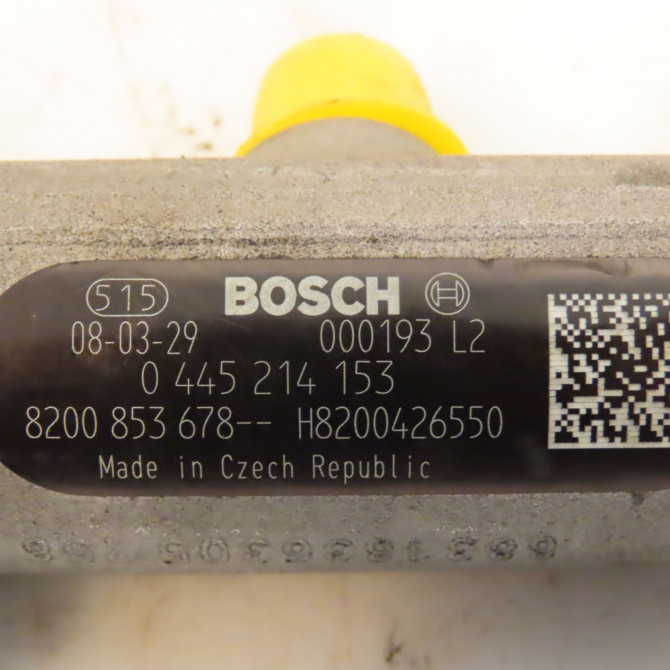 515 BOSCH
08-03-29 000193 L2
0 445 214 153
8200 853 678-- H8200426550
Made in Czech Republic